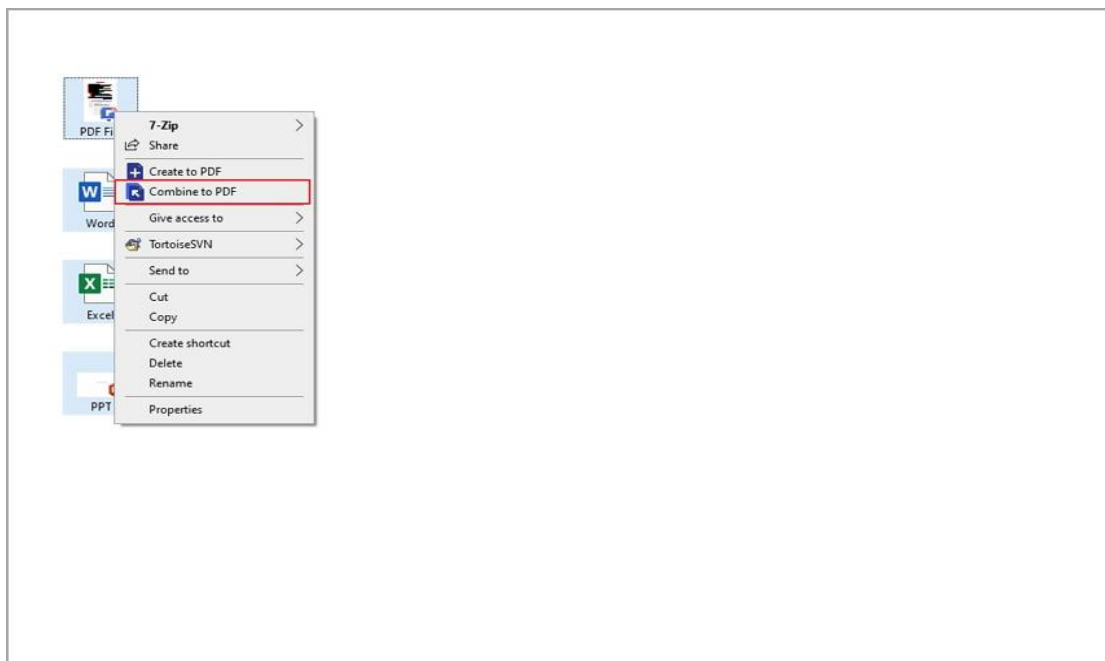 PDF Fi
7-Zip
Share
Create to PDF
W
Combine to PDF
Word
Give access to
TortoiseSVN
Send to
X
Cut
Excel
Copy
Create shortcut
Delete
Rename
PPT
Properties